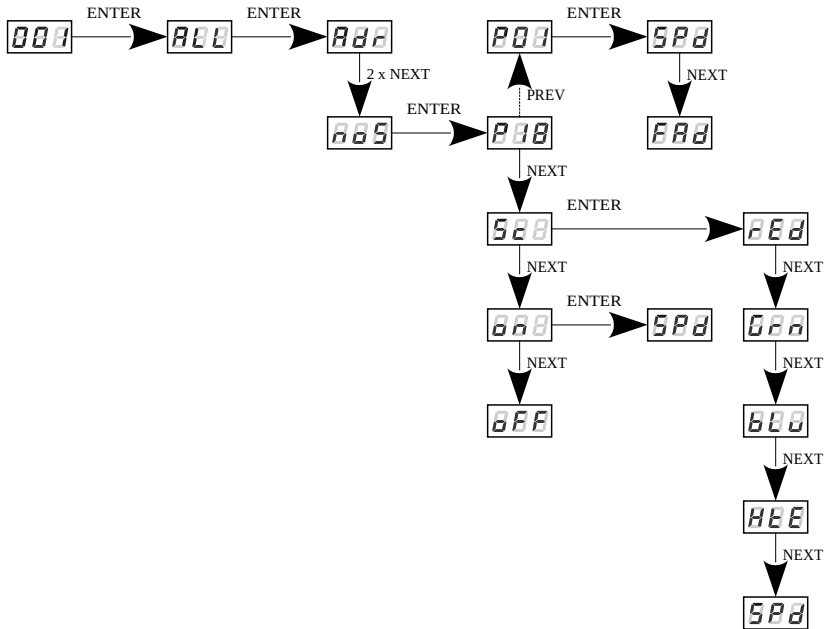 ENTER ENTER ENTER
001 ALL Adr P01 SPd
2 x NEXT NEXT
PREV
ENTER
noS P18 FAd
NEXT
ENTER
Sc rEd
NEXT NEXT
ENTER
on SPd Grn
NEXT NEXT
oFF bLu
NEXT
HtE
NEXT
SPd